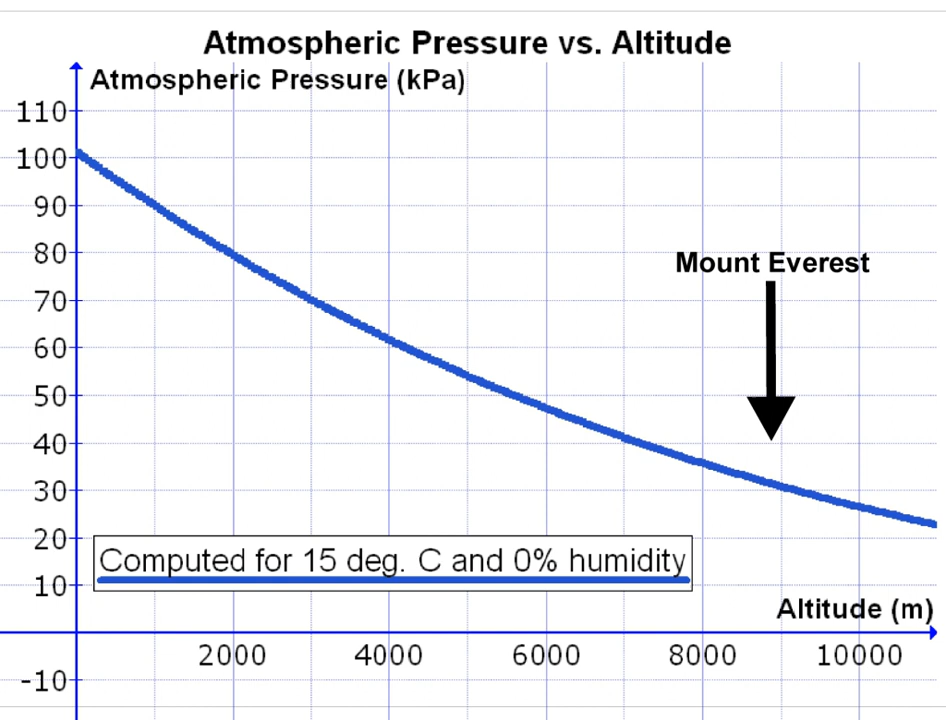 Atmospheric Pressure vs. Altitude
Atmospheric Pressure (kPa)
110
100
90
80
70
60
50
40
30
20
10
-10
Mount Everest
Computed for 15 deg. C and 0% humidity
Altitude (m)
2000 4000 6000 8000 10000